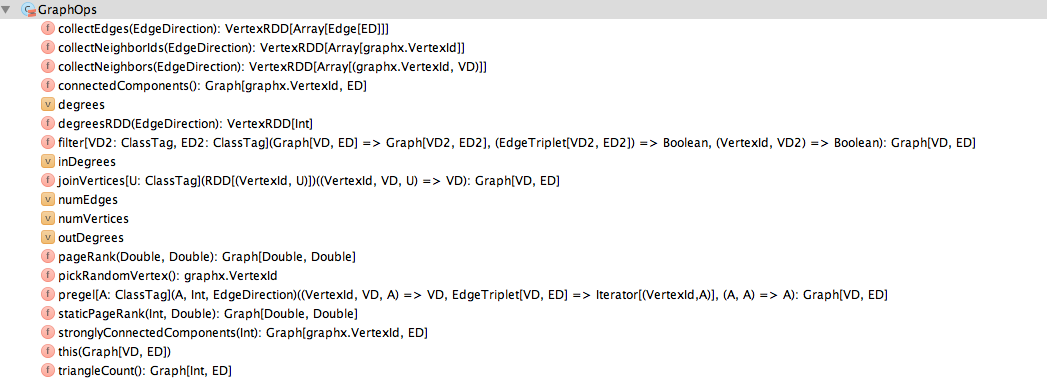 GraphOps
f collectEdges(EdgeDirection): VertexRDD[Array[Edge[ED]]]
f collectNeighborIds(EdgeDirection): VertexRDD[Array[graphx.VertexId]]
f collectNeighbors(EdgeDirection): VertexRDD[Array[(graphx.VertexId, VD)]]
f connectedComponents(): Graph[graphx.VertexId, ED]
v degrees
f degreesRDD(EdgeDirection): VertexRDD[Int]
f filter[VD2: ClassTag, ED2: ClassTag](Graph[VD, ED] => Graph[VD2, ED2], (EdgeTriplet[VD2, ED2]) => Boolean, (VertexId, VD2) => Boolean): Graph[VD, ED]
v inDegrees
f joinVertices[U: ClassTag](RDD[(VertexId, U)])((VertexId, VD, U) => VD): Graph[VD, ED]
v numEdges
v numVertices
v outDegrees
f pageRank(Double, Double): Graph[Double, Double]
f pickRandomVertex(): graphx.VertexId
f pregel[A: ClassTag](A, Int, EdgeDirection)((VertexId, VD, A) => VD, EdgeTriplet[VD, ED] => Iterator[(VertexId,A)], (A, A) => A): Graph[VD, ED]
f staticPageRank(Int, Double): Graph[Double, Double]
f stronglyConnectedComponents(Int): Graph[graphx.VertexId, ED]
f this(Graph[VD, ED])
f triangleCount(): Graph[Int, ED]